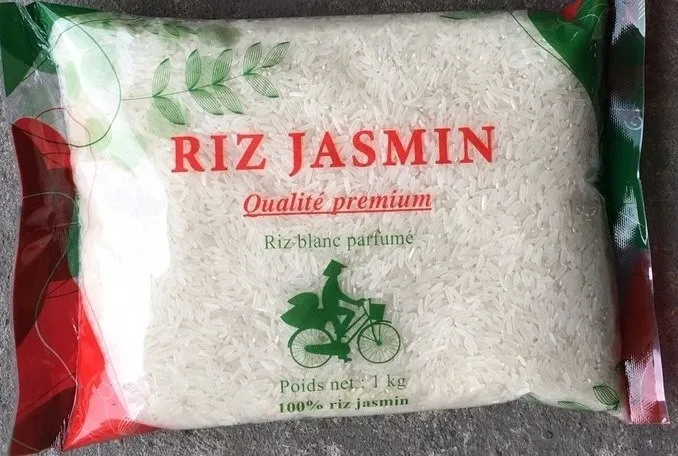 RIZ JASMIN
Qualité premium
Riz blanc parfumé
Poids net : 1 kg
100% riz jasmin